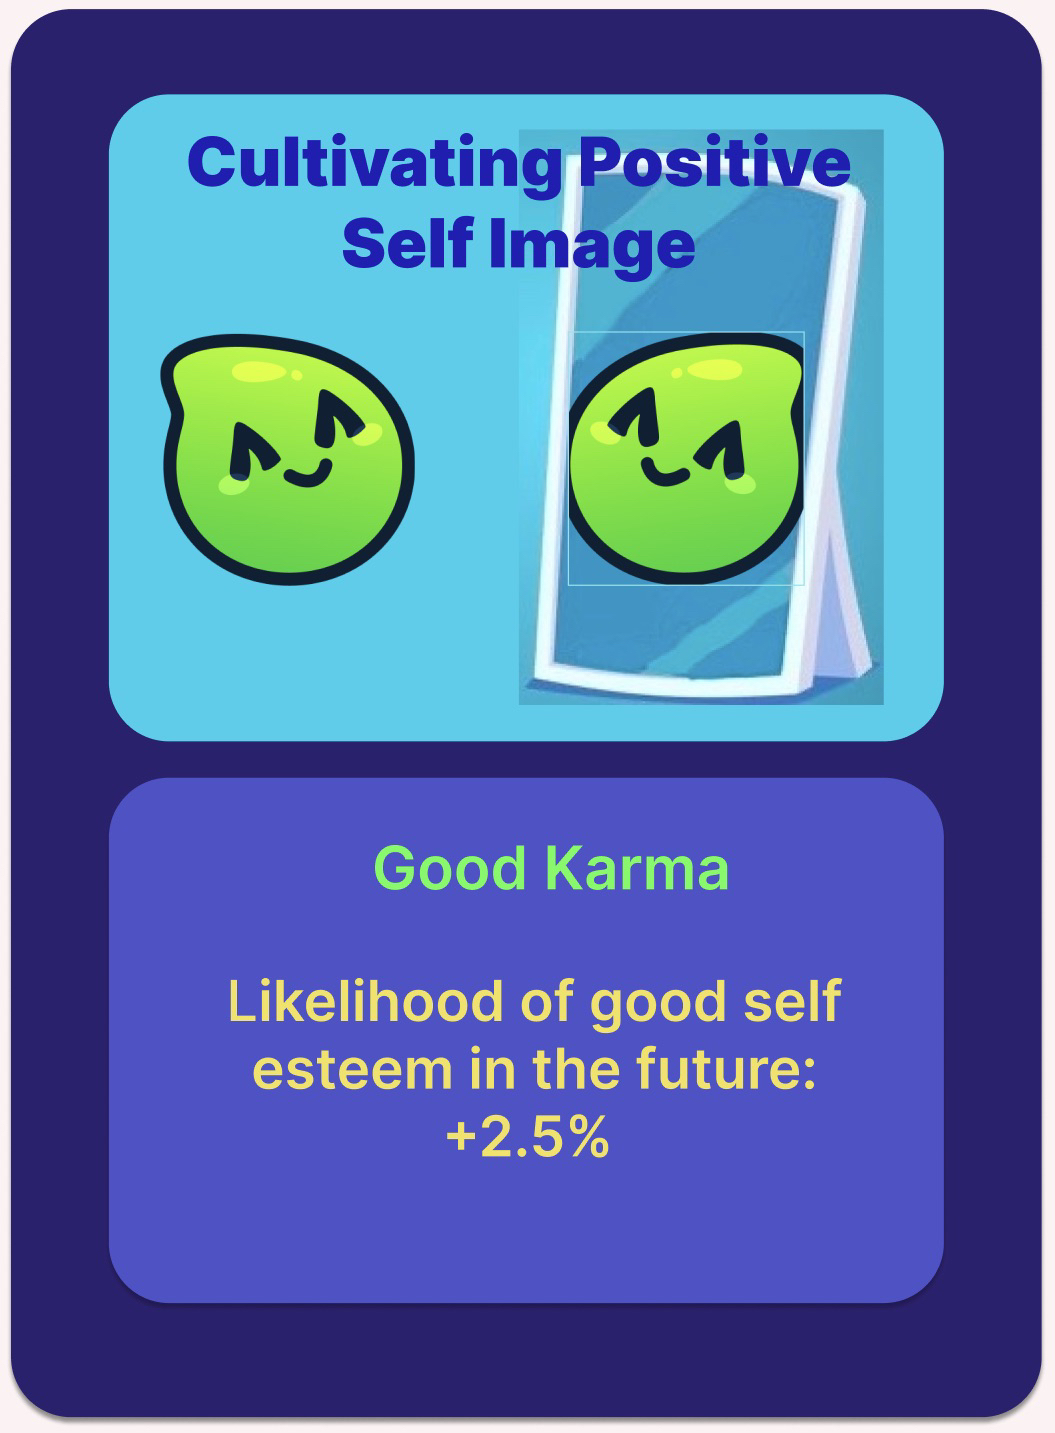 Cultivating Positive
Self Image
Good Karma
Likelihood of good self
esteem in the future:
+2.5%